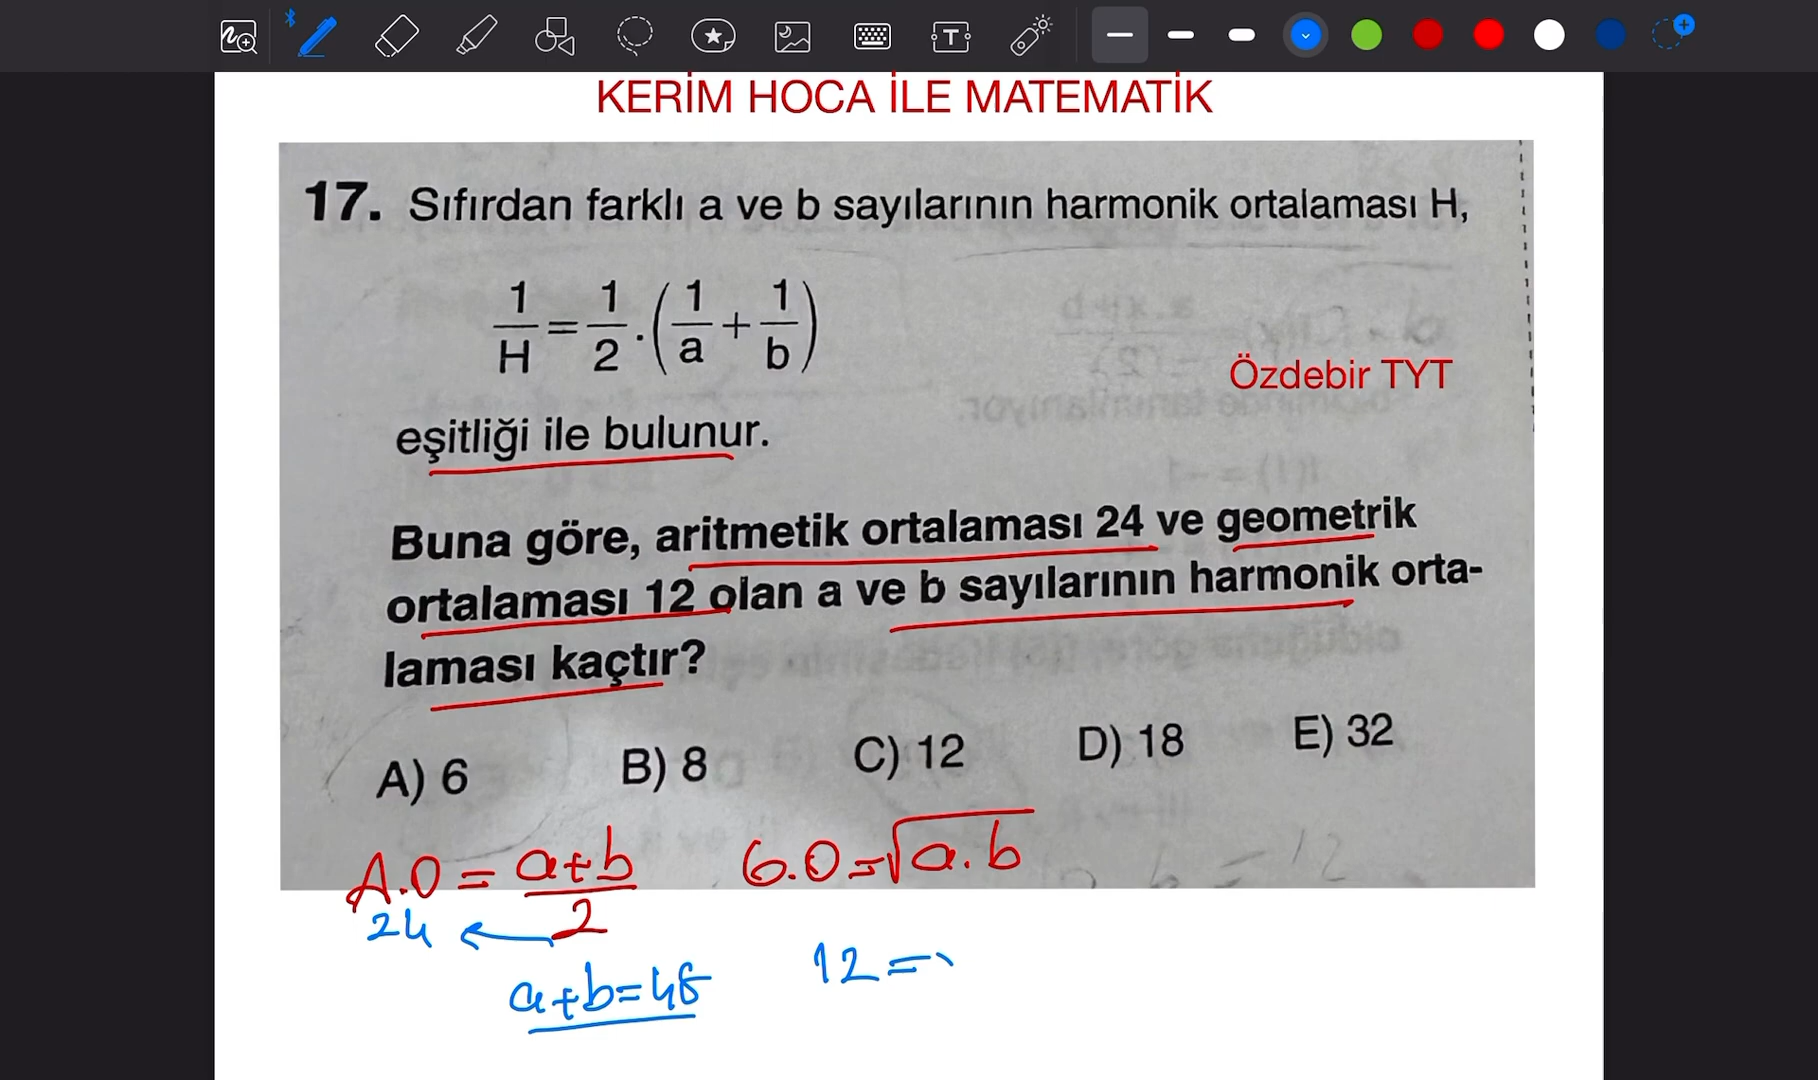 KERİM HOCA İLE MATEMATİK
17. Sıfırdan farklı a ve b sayılarının harmonik ortalaması H,
1/H = 1/2 . (1/a + 1/b)
Özdebir TYT
eşitliği ile bulunur.
Buna göre, aritmetik ortalaması 24 ve geometrik
ortalaması 12 olan a ve b sayılarının harmonik orta-
laması kaçtır?
A) 6 B) 8 C) 12 D) 18 E) 32
A.O = a+b/2 G.O = √a.b
24
a+b=48 12=